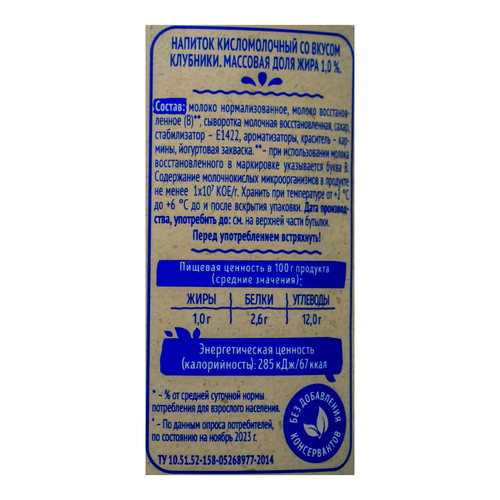 НАПИТОК КИСЛОМОЛОЧНЫЙ СО ВКУСОМ
КЛУБНИКИ. МАССОВАЯ ДОЛЯ ЖИРА 1,0 %.
Состав: молоко нормализованное, молоко восстанов-
ленное (В)**, сыворотка молочная восстановленная, сахар,
стабилизатор – Е1422, ароматизаторы, краситель – кар-
мины, йогуртовая закваска. ** – при использовании молока
восстановленного в маркировке указывается буква В.
Содержание молочнокислых микроорганизмов в продукте
не менее 1х10⁷ КОЕ/г. Хранить при температуре от +2 °С
до +6 °С до и после вскрытия упаковки. Дата производ-
ства, употребить до: см. на верхней части бутылки.
Перед употреблением встряхнуть!
Пищевая ценность в 100 г продукта
(средние значения):
ЖИРЫ БЕЛКИ УГЛЕВОДЫ
1,0 г 2,6 г 12,0 г
Энергетическая ценность
(калорийность): 285 кДж/67 ккал
* – % от средней суточной нормы
потребления для взрослого населения.
* – По данным опроса потребителей,
по состоянию на ноябрь 2023 г.
БЕЗ ДОБАВЛЕНИЯ
КОНСЕРВАНТОВ
ТУ 10.51.52-158-05268977-2014